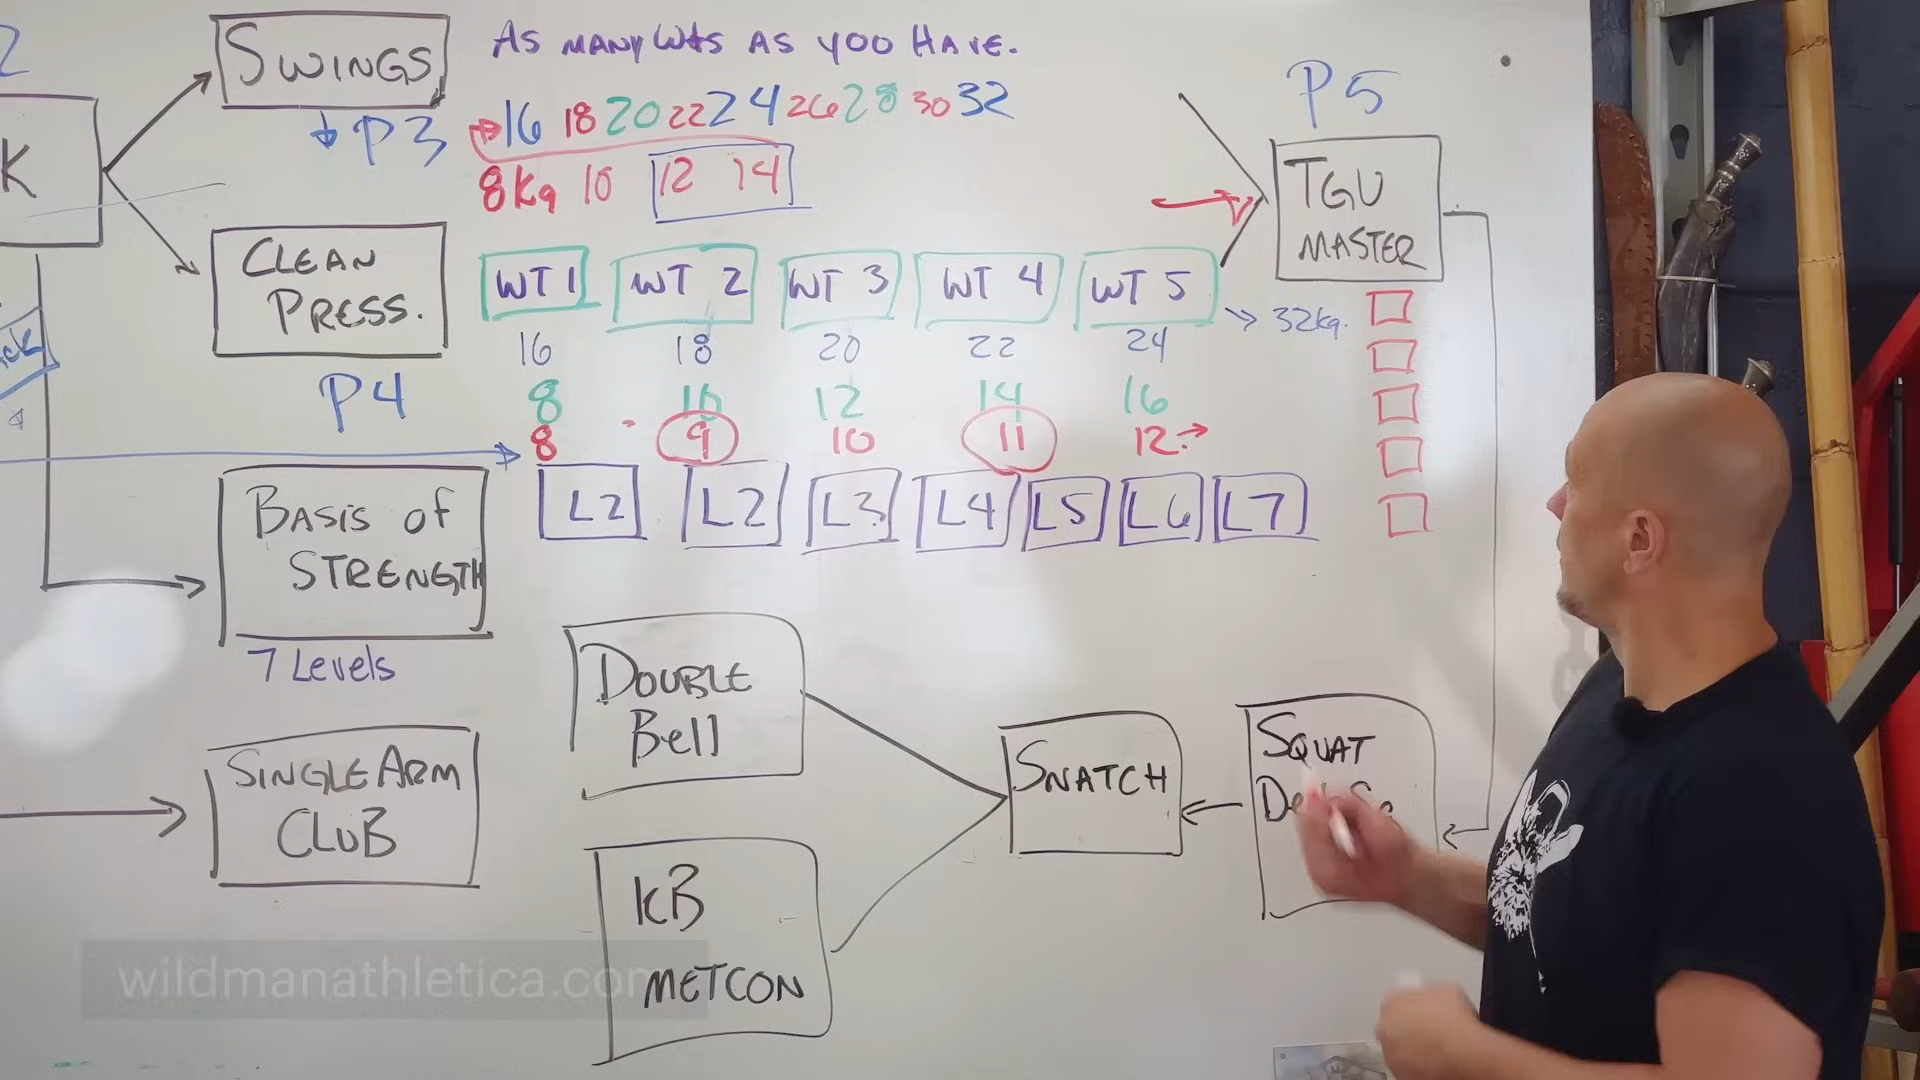 2
SWINGS
AS MANY Wts AS YOU HAVE.
P5
K
P3
16 18 20 22 24 26 28 30 32
8Kg 10 12 14
TGU
MASTER
CLEAN
PRESS.
WT 1 WT 2 WT 3 WT 4 WT 5
32kg.
16 18 20 22 24
P4
8 10 12 14 16
8 9 10 11 12
BASIS OF
STRENGTH
L2 L2 L3 L4 L5 L6 L7
7 Levels
DOUBLE
Bell
SINGLE ARM
CLUB
SNATCH
SQUAT
KB
METCON
wildmanathletica.com